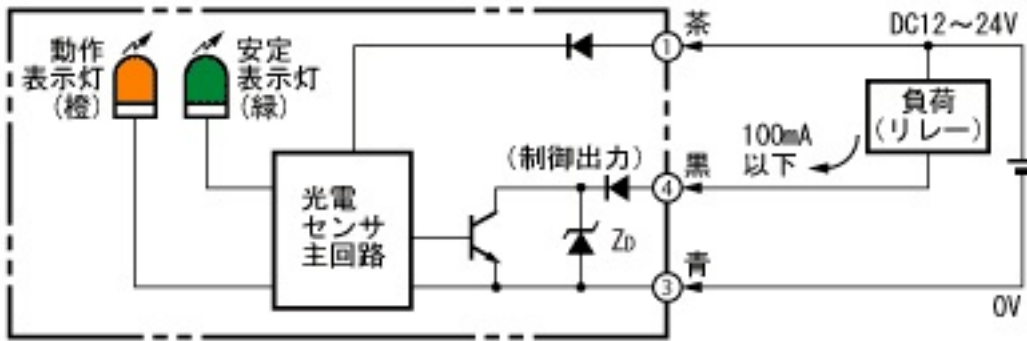 動作
表示灯
(橙)
安定
表示灯
(緑)
茶
①
DC12～24V
負荷
(リレー)
100mA
以下
(制御出力)
黒
④
光電
センサ
主回路
ZD
青
③
0V